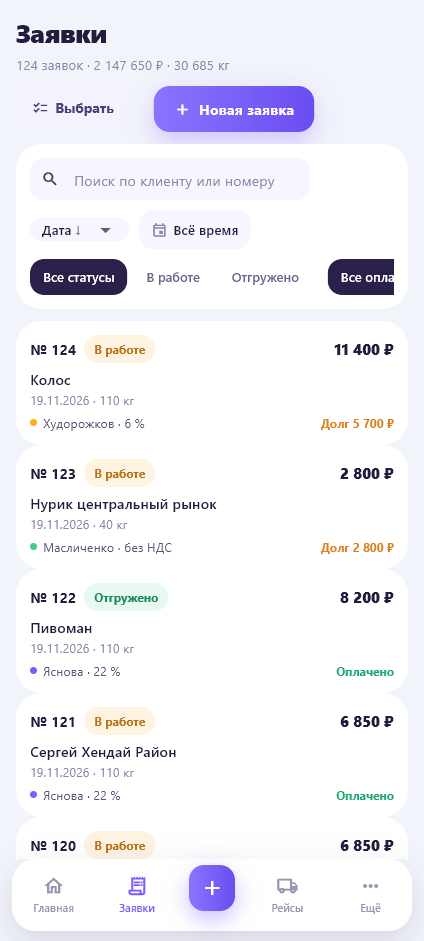 Заявки
124 заявок · 2 147 650 ₽ · 30 685 кг
Выбрать
+ Новая заявка
Поиск по клиенту или номеру
Дата ↓
Всё время
Все статусы В работе Отгружено Все опла
№ 124 В работе 11 400 ₽
Колос
19.11.2026 · 110 кг
Худорожков · 6 % Долг 5 700 ₽
№ 123 В работе 2 800 ₽
Нурик центральный рынок
19.11.2026 · 40 кг
Масличенко · без НДС Долг 2 800 ₽
№ 122 Отгружено 8 200 ₽
Пивоман
19.11.2026 · 110 кг
Яснова · 22 % Оплачено
№ 121 В работе 6 850 ₽
Сергей Хендай Район
19.11.2026 · 110 кг
Яснова · 22 % Оплачено
№ 120 В работе 6 850 ₽
Главная Заявки + Рейсы Ещё